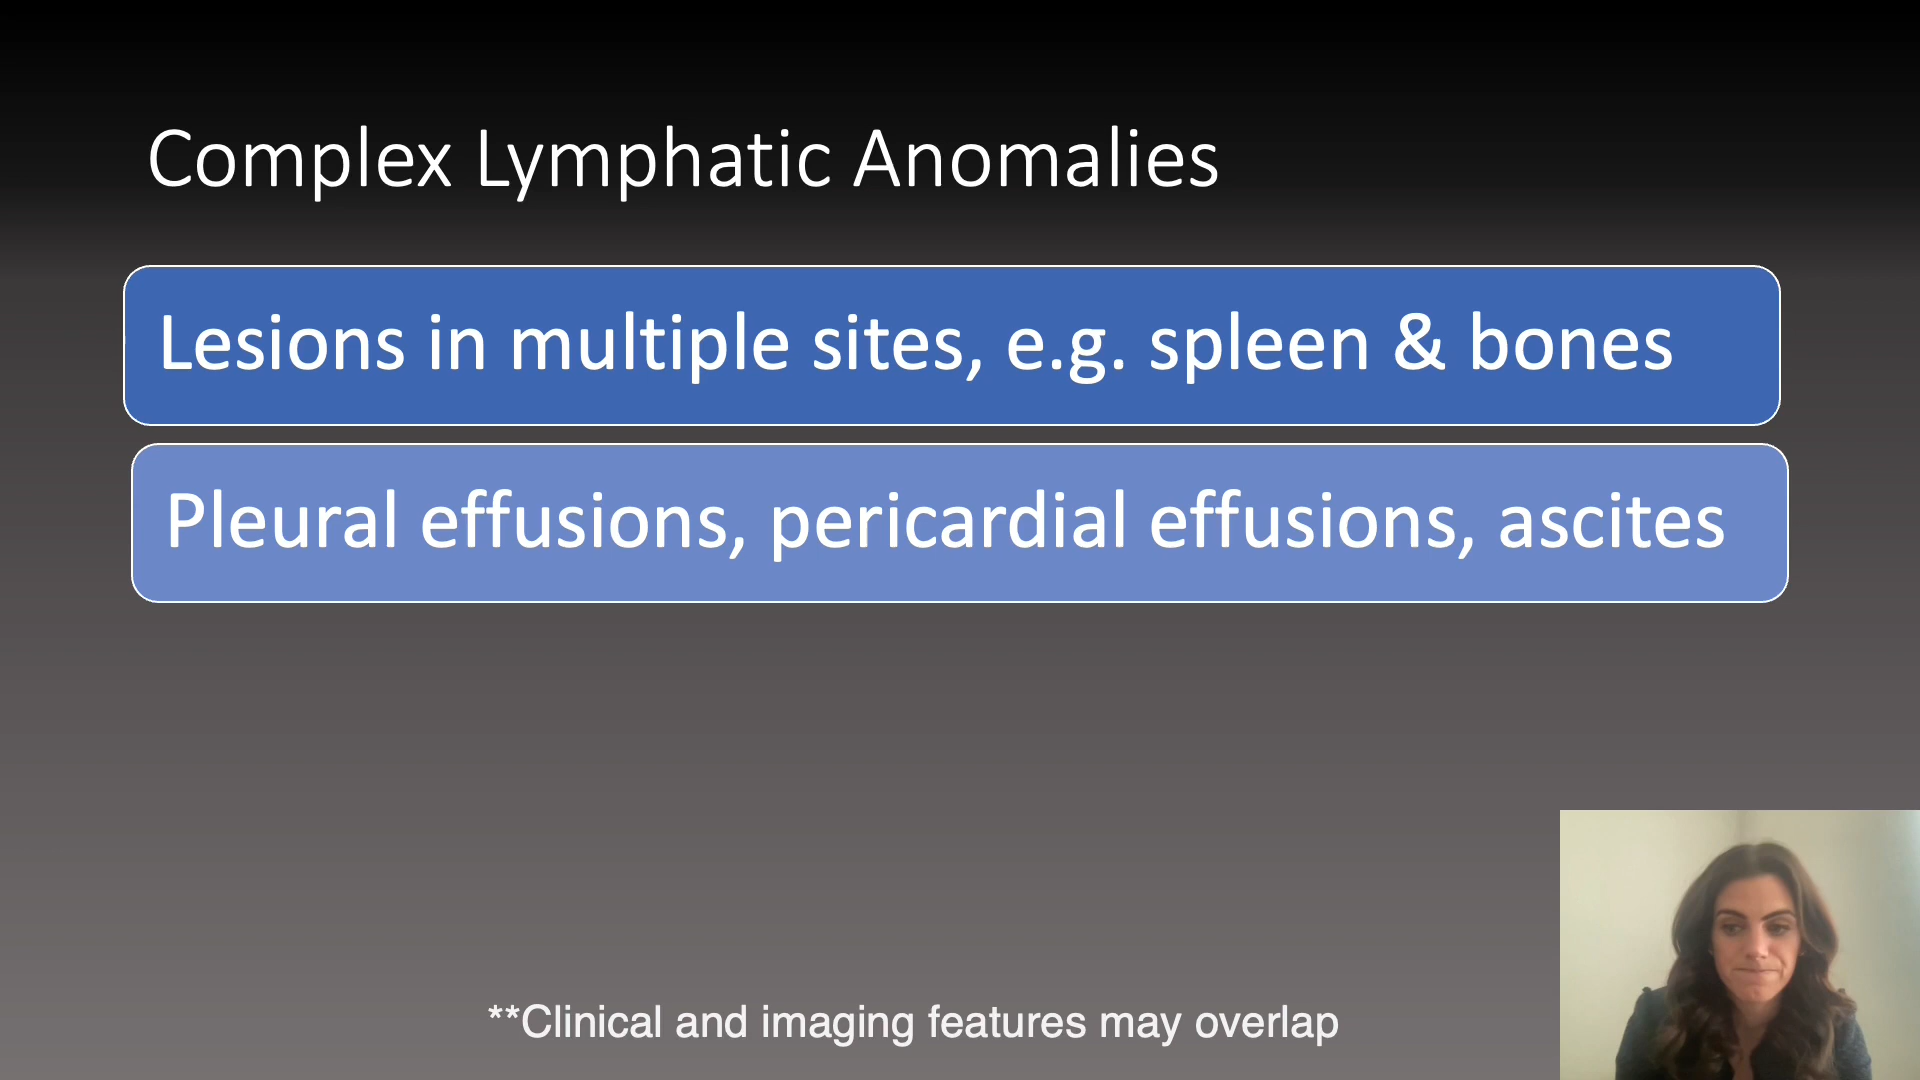 Complex Lymphatic Anomalies
Lesions in multiple sites, e.g. spleen & bones
Pleural effusions, pericardial effusions, ascites
**Clinical and imaging features may overlap